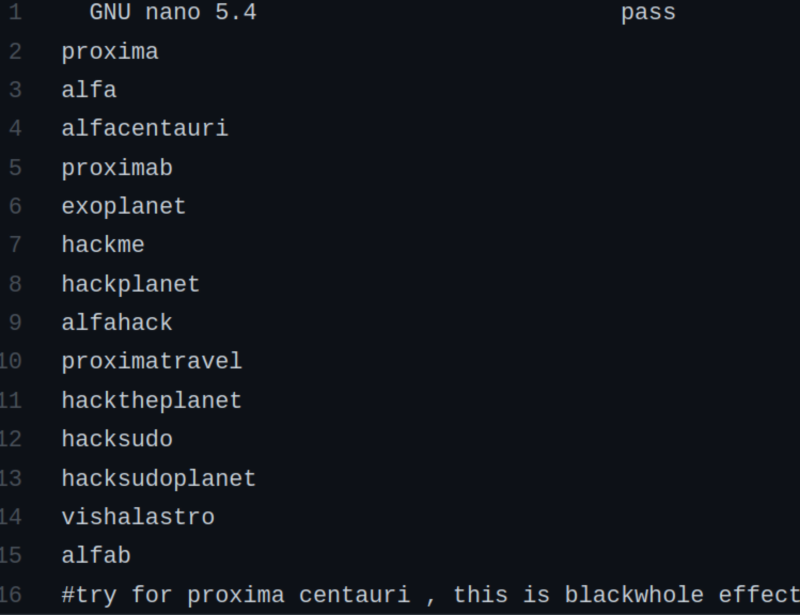 1 GNU nano 5.4 pass
2 proxima
3 alfa
4 alfacentauri
5 proximab
6 exoplanet
7 hackme
8 hackplanet
9 alfahack
10 proximatravel
11 hacktheplanet
12 hacksudo
13 hacksudoplanet
14 vishalastro
15 alfab
16 #try for proxima centauri , this is blackwhole effect